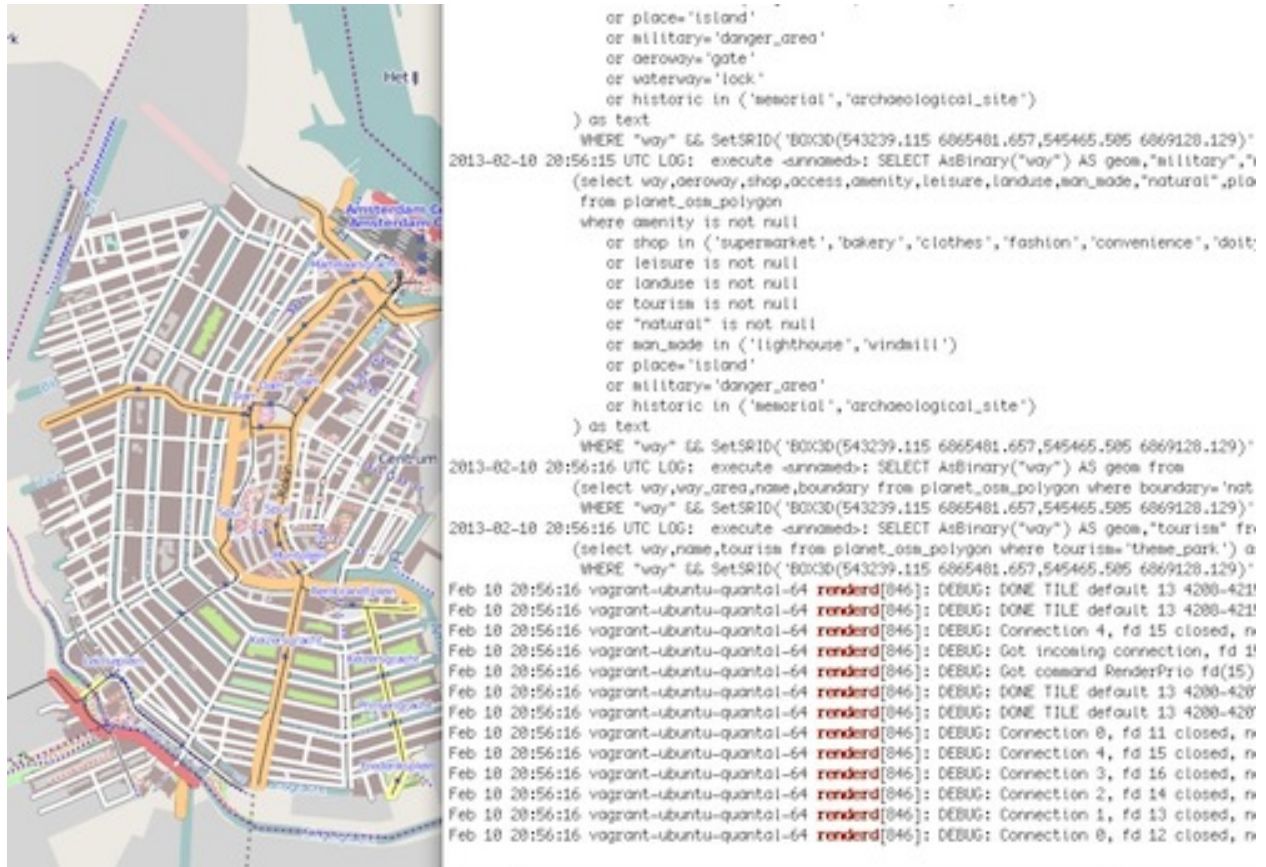 k
Het IJ
Amsterdam C
Amsterdam C
Martelaarsgracht
Dam
Dam
Centrum
Spui
Spui
Muntplein
Rembrandtplein
Keizersgracht
Keizersgracht
Prinsengracht
Leidseplein
Frederiksplein
or place='island'
or military='danger_area'
or aeroway='gate'
or waterway='lock'
or historic in ('memorial','archaeological_site')
) as text
WHERE "way" && SetSRID('BOX3D(543239.115 6865481.657,545465.505 6869128.129)'
2013-02-10 20:56:15 UTC LOG:  execute <unnamed>: SELECT AsBinary("way") AS geom,"military","
(select way,aeroway,shop,access,amenity,leisure,landuse,man_made,"natural",pla
from planet_osm_polygon
where amenity is not null
or shop in ('supermarket','bakery','clothes','fashion','convenience','doit
or leisure is not null
or landuse is not null
or tourism is not null
or "natural" is not null
or man_made in ('lighthouse','windmill')
or place='island'
or military='danger_area'
or historic in ('memorial','archaeological_site')
) as text
WHERE "way" && SetSRID('BOX3D(543239.115 6865481.657,545465.505 6869128.129)'
2013-02-10 20:56:16 UTC LOG:  execute <unnamed>: SELECT AsBinary("way") AS geom from
(select way,way_area,name,boundary from planet_osm_polygon where boundary='nat
WHERE "way" && SetSRID('BOX3D(543239.115 6865481.657,545465.505 6869128.129)'
2013-02-10 20:56:16 UTC LOG:  execute <unnamed>: SELECT AsBinary("way") AS geom,"tourism" fr
(select way,name,tourism from planet_osm_polygon where tourism='theme_park') as
WHERE "way" && SetSRID('BOX3D(543239.115 6865481.657,545465.505 6869128.129)'
Feb 10 20:56:16 vagrant-ubuntu-quantal-64 renderd[846]: DEBUG: DONE TILE default 13 4208-421
Feb 10 20:56:16 vagrant-ubuntu-quantal-64 renderd[846]: DEBUG: DONE TILE default 13 4208-421
Feb 10 20:56:16 vagrant-ubuntu-quantal-64 renderd[846]: DEBUG: Connection 4, fd 15 closed, n
Feb 10 20:56:16 vagrant-ubuntu-quantal-64 renderd[846]: DEBUG: Got incoming connection, fd 1
Feb 10 20:56:16 vagrant-ubuntu-quantal-64 renderd[846]: DEBUG: Got command RenderPrio fd(15)
Feb 10 20:56:16 vagrant-ubuntu-quantal-64 renderd[846]: DEBUG: DONE TILE default 13 4200-420
Feb 10 20:56:16 vagrant-ubuntu-quantal-64 renderd[846]: DEBUG: DONE TILE default 13 4200-420
Feb 10 20:56:16 vagrant-ubuntu-quantal-64 renderd[846]: DEBUG: Connection 0, fd 11 closed, n
Feb 10 20:56:16 vagrant-ubuntu-quantal-64 renderd[846]: DEBUG: Connection 4, fd 15 closed, n
Feb 10 20:56:16 vagrant-ubuntu-quantal-64 renderd[846]: DEBUG: Connection 3, fd 16 closed, n
Feb 10 20:56:16 vagrant-ubuntu-quantal-64 renderd[846]: DEBUG: Connection 2, fd 14 closed, n
Feb 10 20:56:16 vagrant-ubuntu-quantal-64 renderd[846]: DEBUG: Connection 1, fd 13 closed, n
Feb 10 20:56:16 vagrant-ubuntu-quantal-64 renderd[846]: DEBUG: Connection 0, fd 12 closed, n